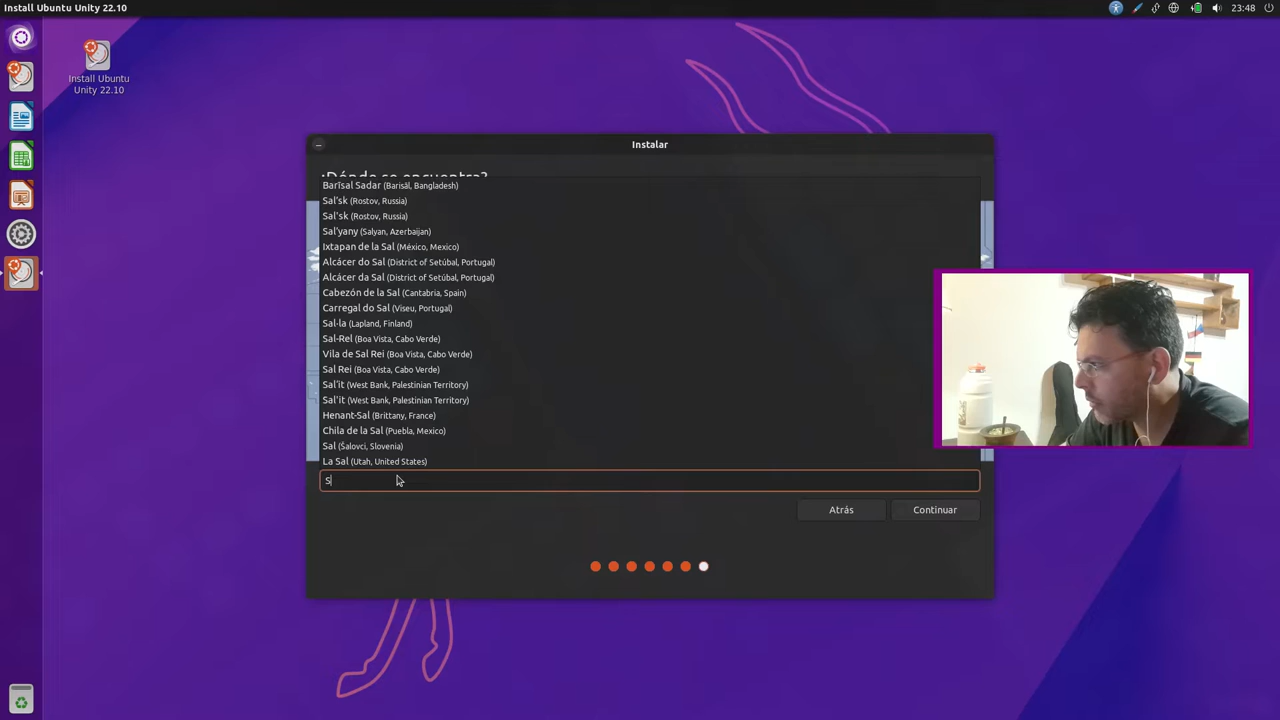 Install Ubuntu Unity 22.10
23:48
Install Ubuntu
Unity 22.10
Instalar
¿Dónde se encuentra?
Barīsal Sadar (Barisāl, Bangladesh)
Sal’sk (Rostov, Russia)
Sal'sk (Rostov, Russia)
Sal’yany (Salyan, Azerbaijan)
Ixtapan de la Sal (México, Mexico)
Alcácer do Sal (District of Setúbal, Portugal)
Alcácer da Sal (District of Setúbal, Portugal)
Cabezón de la Sal (Cantabria, Spain)
Carregal do Sal (Viseu, Portugal)
Sal-la (Lapland, Finland)
Sal-Rel (Boa Vista, Cabo Verde)
Vila de Sal Rei (Boa Vista, Cabo Verde)
Sal Rei (Boa Vista, Cabo Verde)
Sal‘it (West Bank, Palestinian Territory)
Sal'it (West Bank, Palestinian Territory)
Henant-Sal (Brittany, France)
Chila de la Sal (Puebla, Mexico)
Sal (Šalovci, Slovenia)
La Sal (Utah, United States)
S
Atrás
Continuar